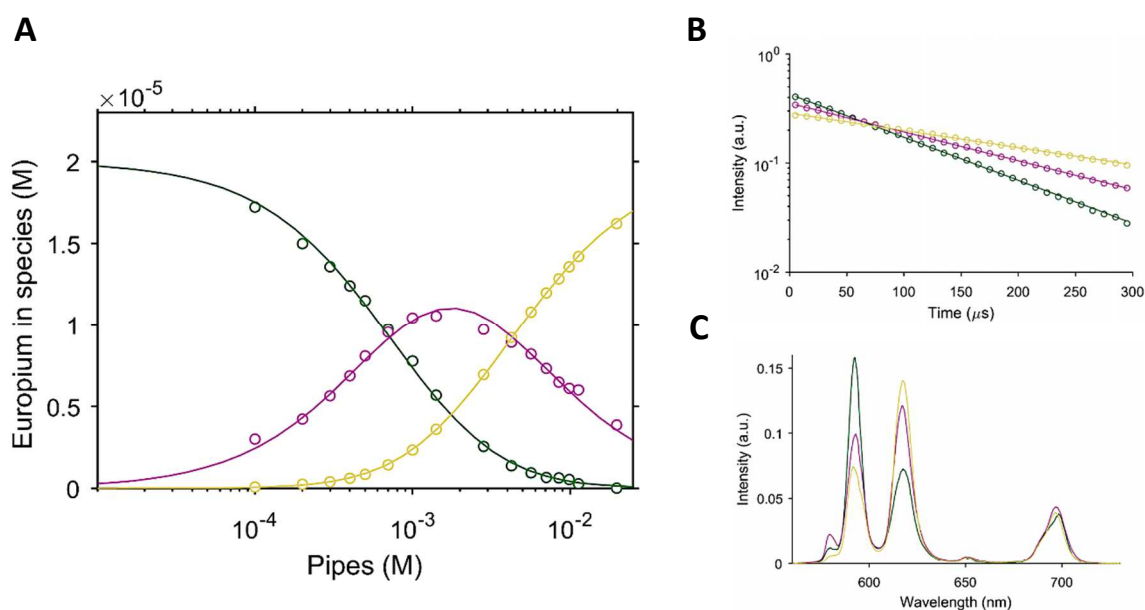 A
× 10⁻⁵
Europium in species (M)
2
1.5
1
0.5
0
10⁻⁴
10⁻³
10⁻²
Pipes (M)
B
Intensity (a.u.)
10⁰
10⁻¹
10⁻²
0
50
100
150
200
250
300
Time (μs)
C
Intensity (a.u.)
0.15
0.1
0.05
0
600
650
700
Wavelength (nm)